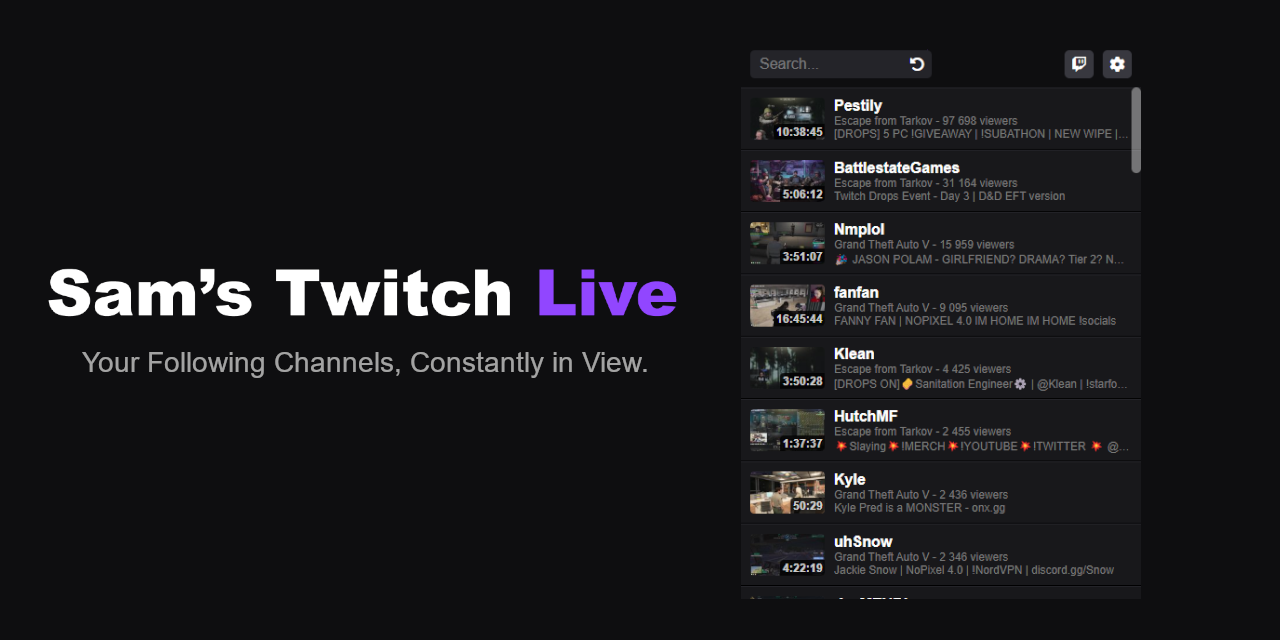 Sam’s Twitch Live
Your Following Channels, Constantly in View.
Search...
10:38:45
Pestily
Escape from Tarkov - 97 698 viewers
[DROPS] 5 PC !GIVEAWAY | !SUBATHON | NEW WIPE |...
5:06:12
BattlestateGames
Escape from Tarkov - 31 164 viewers
Twitch Drops Event - Day 3 | D&D EFT version
3:51:07
Nmplol
Grand Theft Auto V - 15 959 viewers
🎉 JASON POLAM - GIRLFRIEND? DRAMA? Tier 2? N...
16:45:44
fanfan
Grand Theft Auto V - 9 095 viewers
FANNY FAN | NOPIXEL 4.0 IM HOME IM HOME !socials
3:50:28
Klean
Escape from Tarkov - 4 425 viewers
[DROPS ON]🧽Sanitation Engineer⚙️ | @Klean | !starfo...
1:37:37
HutchMF
Escape from Tarkov - 2 455 viewers
💥Slaying💥!MERCH💥!YOUTUBE💥!TWITTER 💥 @...
50:29
Kyle
Grand Theft Auto V - 2 436 viewers
Kyle Pred is a MONSTER - onx.gg
4:22:19
uhSnow
Grand Theft Auto V - 2 346 viewers
Jackie Snow | NoPixel 4.0 | !NordVPN | discord.gg/Snow